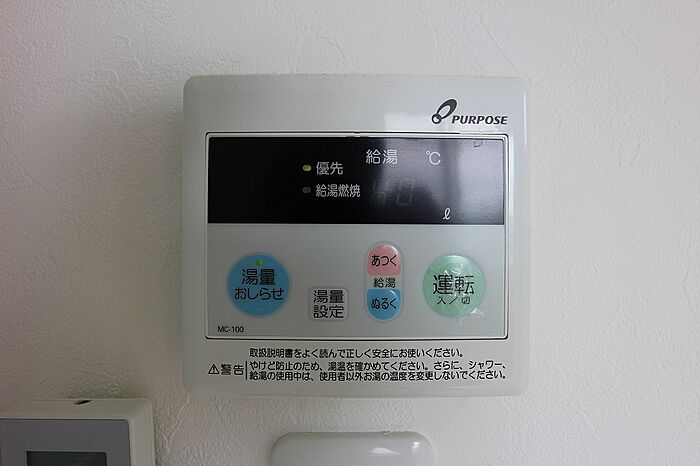 PURPOSE
給湯 ℃
優先
給湯燃焼 40
ℓ
湯量
おしらせ
湯量
設定
あつく
給湯
ぬるく
運転
入/切
MC-100
取扱説明書をよく読んで正しく安全にお使いください。
⚠警告
やけど防止のため、湯温を確かめてください。さらに、シャワー、
給湯の使用中は、使用者以外お湯の温度を変更しないでください。